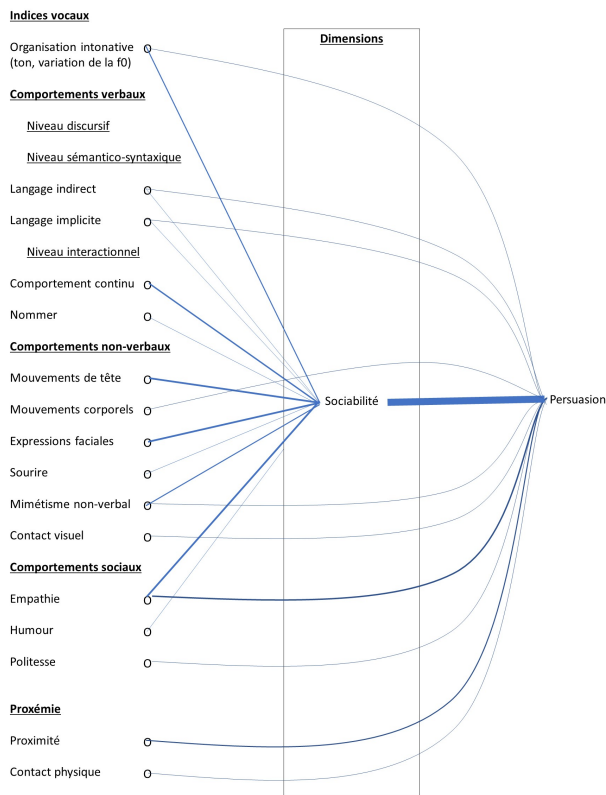 Indices vocaux
Dimensions
Organisation intonative
(ton, variation de la f0)
Comportements verbaux
Niveau discursif
Niveau sémantico-syntaxique
Langage indirect
Langage implicite
Niveau interactionnel
Comportement continu
Nommer
Comportements non-verbaux
Mouvements de tête
Sociabilité
Persuasion
Mouvements corporels
Expressions faciales
Sourire
Mimétisme non-verbal
Contact visuel
Comportements sociaux
Empathie
Humour
Politesse
Proxémie
Proximité
Contact physique